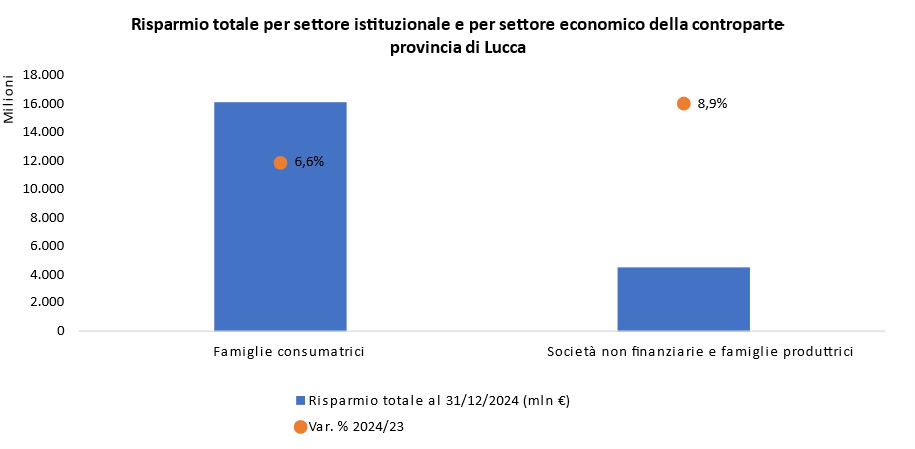 Risparmio totale per settore istituzionale e per settore economico della controparte-
provincia di Lucca
Milioni
18.000
16.000
14.000
12.000
10.000
8.000
6.000
4.000
2.000
0
6,6%
8,9%
Famiglie consumatrici
Società non finanziarie e famiglie produttrici
Risparmio totale al 31/12/2024 (mln €)
Var. % 2024/23